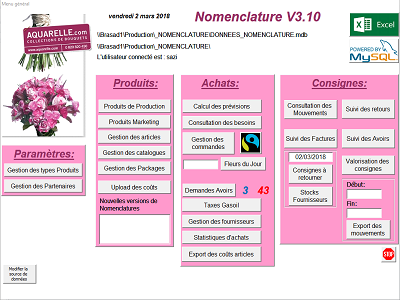 Menu général
vendredi 2 mars 2018
Nomenclature V3.10
AQUARELLE.com
COLLECTIONS DE BOUQUETS
www.aquarelle.com
\\Brasad1\Production\_NOMENCLATURE\DONNEES_NOMENCLATURE.mdb
\\Brasad1\Production\_NOMENCLATURE\
L'utilisateur connecté est : sazi
Excel
POWERED BY
MySQL
Paramètres:
Gestion des types Produits
Gestion des Partenaires
Produits:
Produits de Production
Produits Marketing
Gestion des articles
Gestion des catalogues
Gestion des Packages
Upload des coûts
Nouvelles versions de
Nomenclatures
Achats:
Calcul des prévisions
Consultation des besoins
Gestion des
commandes
Fleurs du Jour
Demandes Avoirs
3 43
Taxes Gasoil
Gestion des fournisseurs
Statistiques d'achats
Export des coûts articles
Consignes:
Consultation des
Mouvements
Suivi des retours
Suivi des Factures
Suivi des Avoirs
02/03/2018
Consignes à
retourner
Valorisation des
consignes
Stocks
Fournisseurs
Début:
Fin:
Export des
mouvements
STOP
Modifier la
source de
données